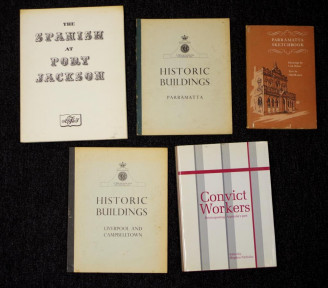 THE
SPANISH
AT
PORT
JACKSON
HISTORIC
BUILDINGS
PARRAMATTA
PARRAMATTA
SKETCHBOOK
HISTORIC
BUILDINGS
LIVERPOOL AND
CAMPBELLTOWN
Convict
Workers